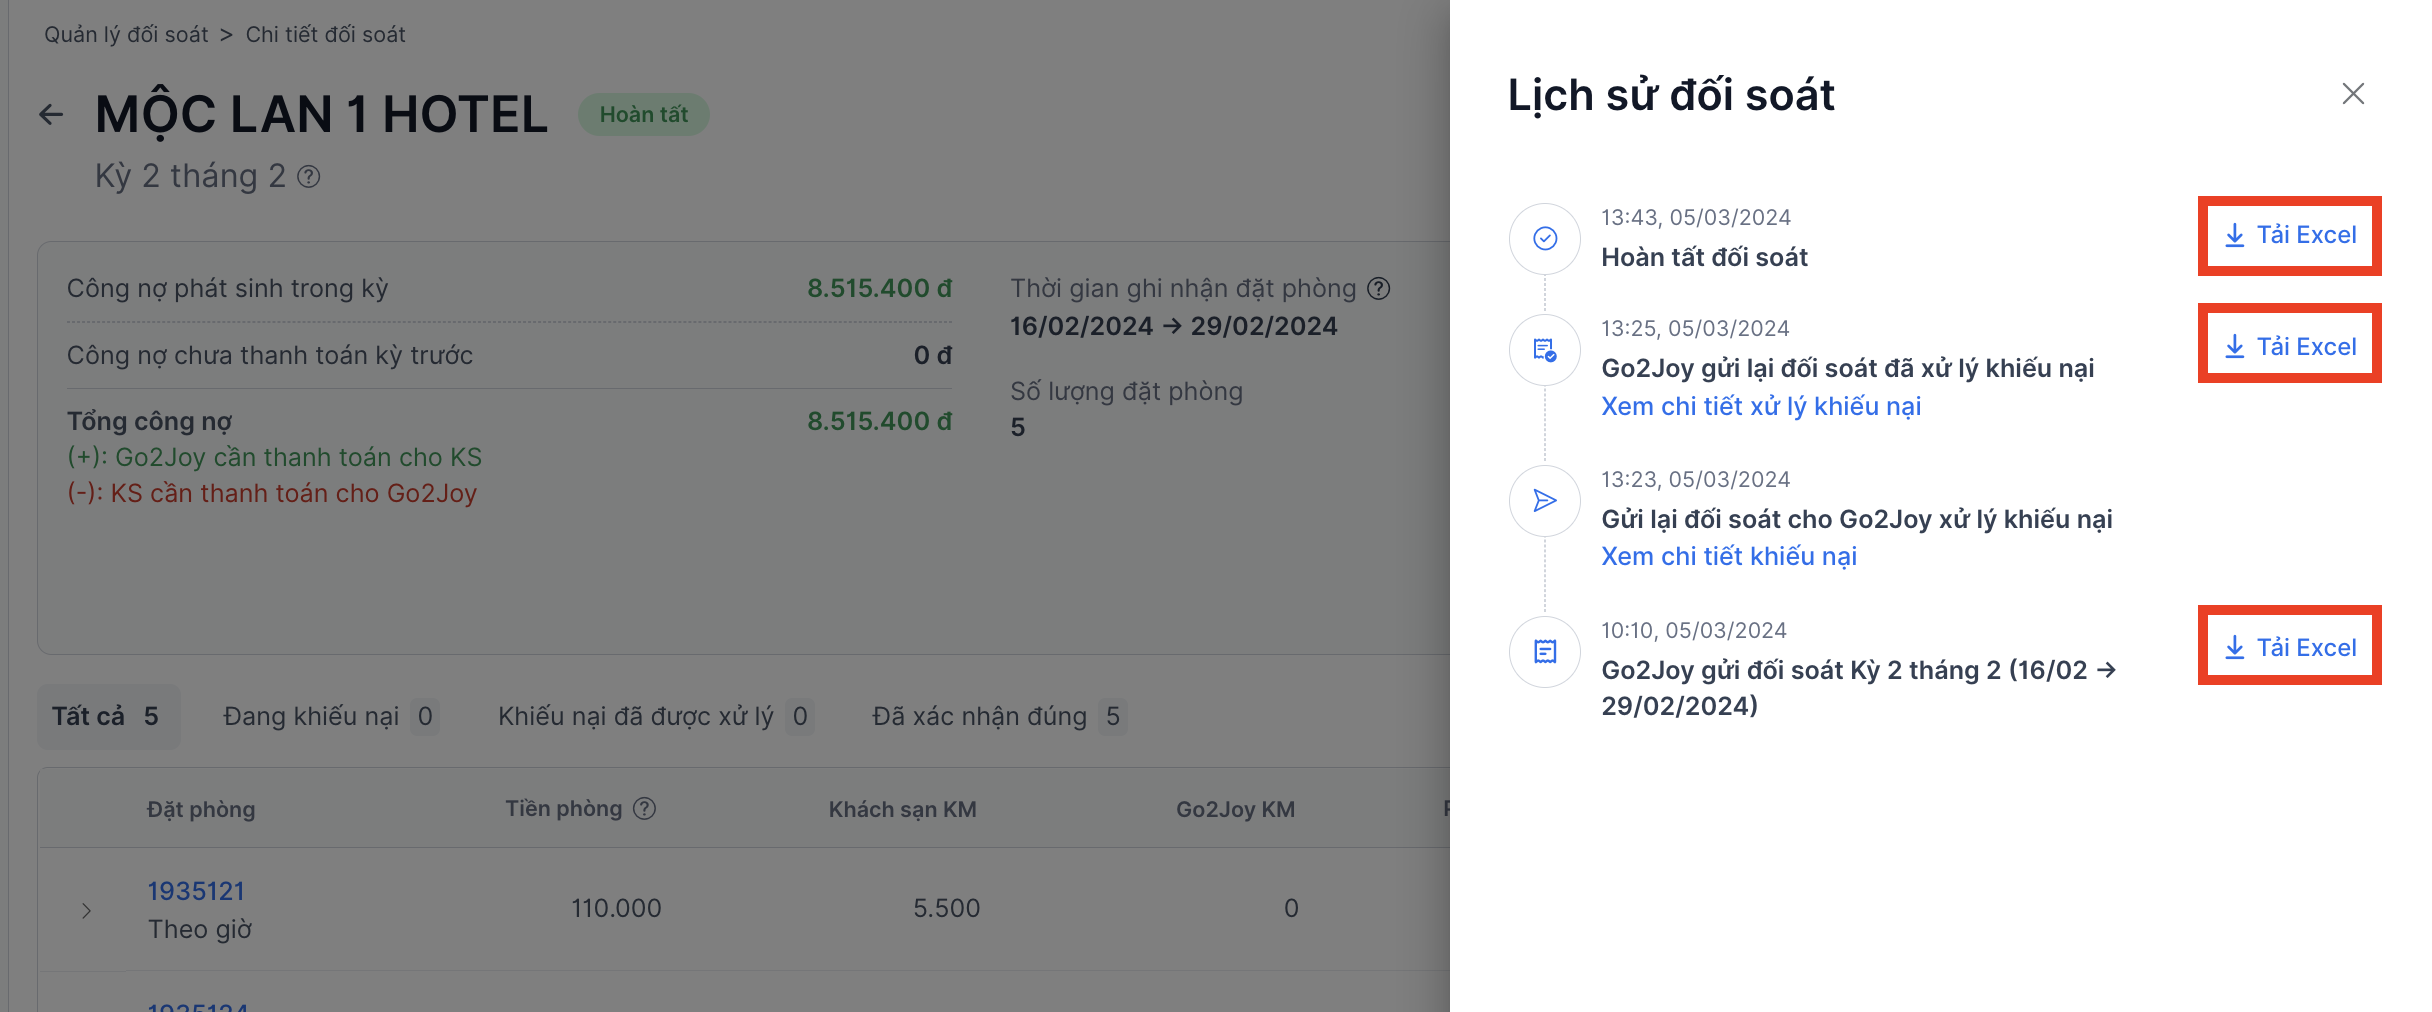 Quản lý đối soát > Chi tiết đối soát
MỘC LAN 1 HOTEL
Hoàn tất
Kỳ 2 tháng 2
Công nợ phát sinh trong kỳ
8.515.400 đ
Công nợ chưa thanh toán kỳ trước
0 đ
Tổng công nợ
8.515.400 đ
(+): Go2Joy cần thanh toán cho KS
(-): KS cần thanh toán cho Go2Joy
Thời gian ghi nhận đặt phòng
16/02/2024 → 29/02/2024
Số lượng đặt phòng
5
Tất cả 5
Đang khiếu nại 0
Khiếu nại đã được xử lý 0
Đã xác nhận đúng 5
Đặt phòng
Tiền phòng
Khách sạn KM
Go2Joy KM
1935121
Theo giờ
110.000
5.500
0
Lịch sử đối soát
13:43, 05/03/2024
Hoàn tất đối soát
Tải Excel
13:25, 05/03/2024
Go2Joy gửi lại đối soát đã xử lý khiếu nại
Xem chi tiết xử lý khiếu nại
Tải Excel
13:23, 05/03/2024
Gửi lại đối soát cho Go2Joy xử lý khiếu nại
Xem chi tiết khiếu nại
10:10, 05/03/2024
Go2Joy gửi đối soát Kỳ 2 tháng 2 (16/02 →
29/02/2024)
Tải Excel